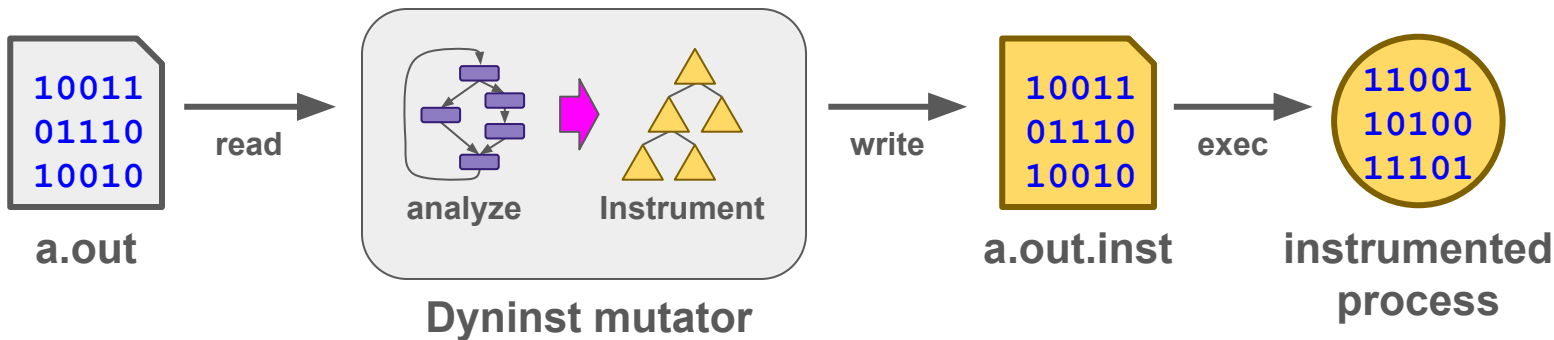 10011
01110
10010
a.out
read
analyze
Instrument
Dyninst mutator
write
10011
01110
10010
a.out.inst
exec
11001
10100
11101
instrumented
process